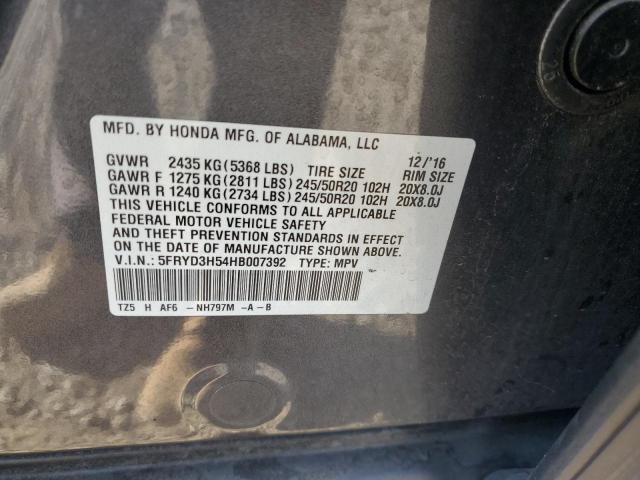 MFD. BY HONDA MFG. OF ALABAMA, LLC
GVWR 2435 KG(5368 LBS) TIRE SIZE 12/'16 RIM SIZE
GAWR F 1275 KG(2811 LBS) 245/50R20 102H 20X8.0J
GAWR R 1240 KG(2734 LBS) 245/50R20 102H 20X8.0J
THIS VEHICLE CONFORMS TO ALL APPLICABLE
FEDERAL MOTOR VEHICLE SAFETY
AND THEFT PREVENTION STANDARDS IN EFFECT
ON THE DATE OF MANUFACTURE SHOWN ABOVE.
V.I.N.: 5FRYD3H54HB007392 TYPE: MPV
TZ5 H AF6 -NH797M -A-B
25